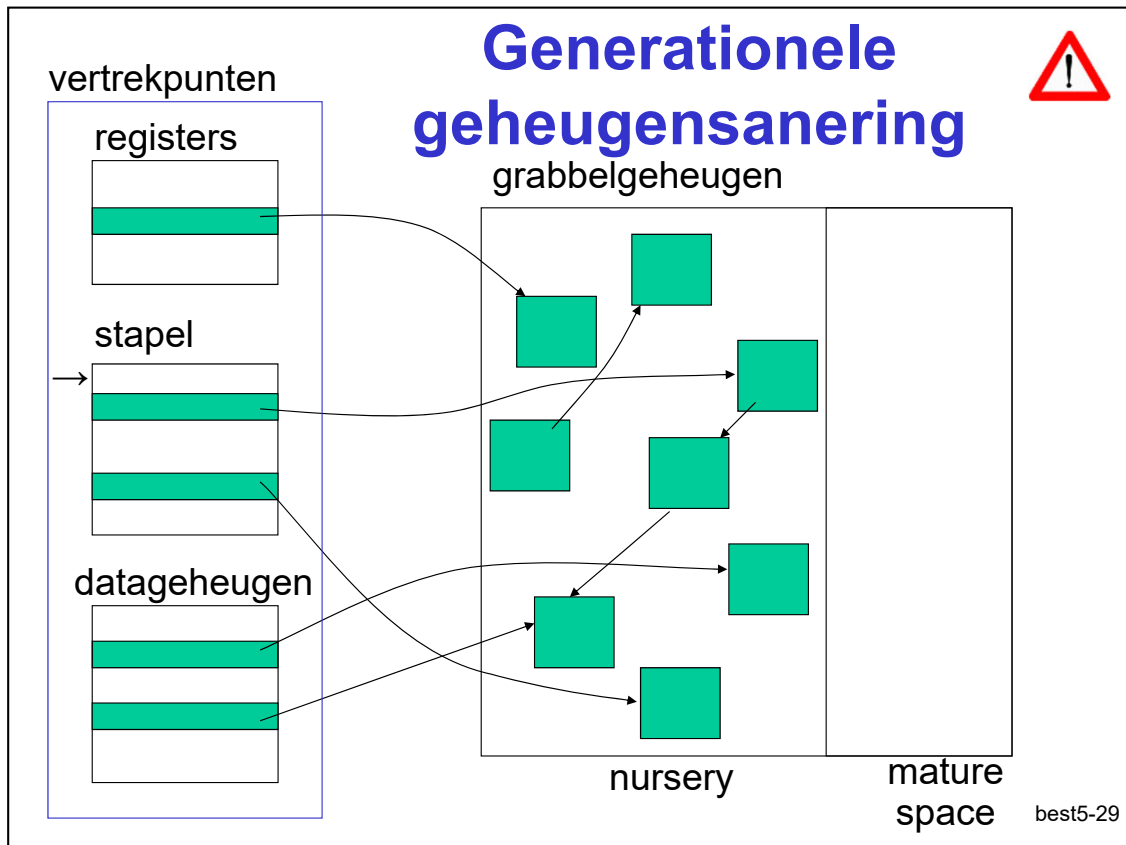 Generationele
geheugensanering
vertrekpunten
registers
grabbelgeheugen
stapel
datageheugen
nursery
mature
space
best5-29